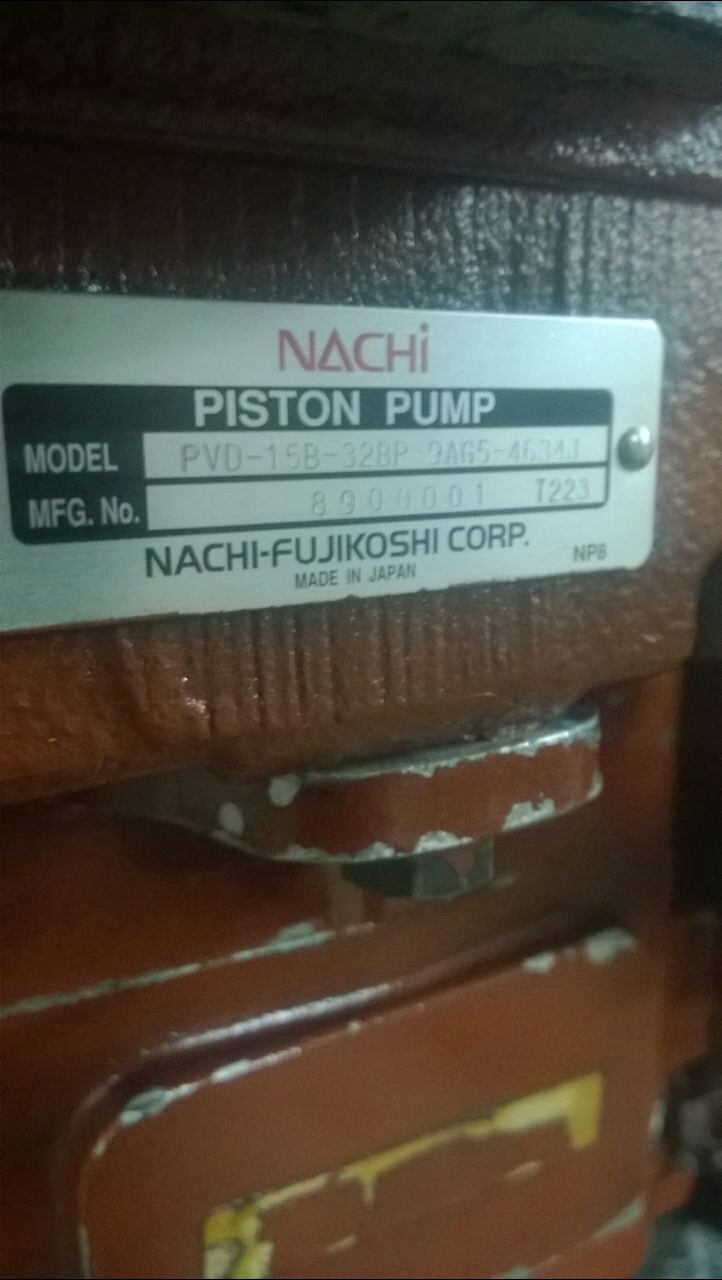 NACHi
PISTON PUMP
MODEL PVD-15B-32BP 9AG5-4634J
MFG. No. 8900001 T223
NACHI-FUJIKOSHI CORP.
MADE IN JAPAN
NP8